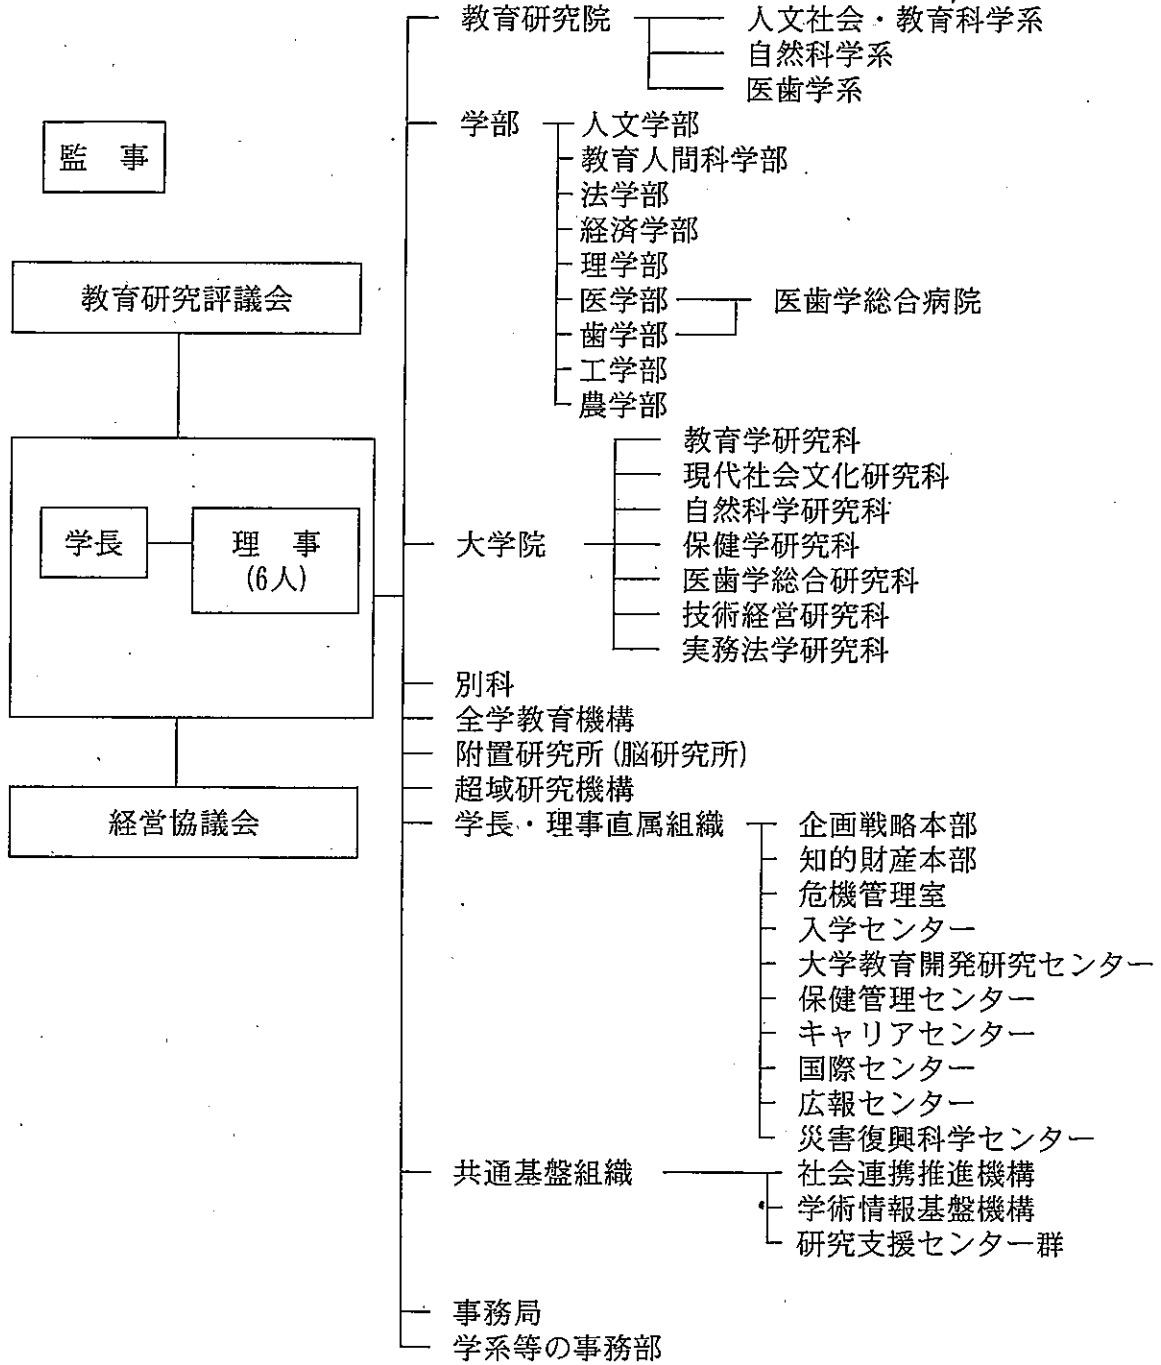 監　事
教育研究評議会
学長
理　事
(6人)
経営協議会
教育研究院
人文社会・教育科学系
自然科学系
医歯学系
学部
人文学部
教育人間科学部
法学部
経済学部
理学部
医学部
歯学部
医歯学総合病院
工学部
農学部
大学院
教育学研究科
現代社会文化研究科
自然科学研究科
保健学研究科
医歯学総合研究科
技術経営研究科
実務法学研究科
別科
全学教育機構
附置研究所(脳研究所)
超域研究機構
学長・理事直属組織
企画戦略本部
知的財産本部
危機管理室
入学センター
大学教育開発研究センター
保健管理センター
キャリアセンター
国際センター
広報センター
災害復興科学センター
共通基盤組織
社会連携推進機構
学術情報基盤機構
研究支援センター群
事務局
学系等の事務部